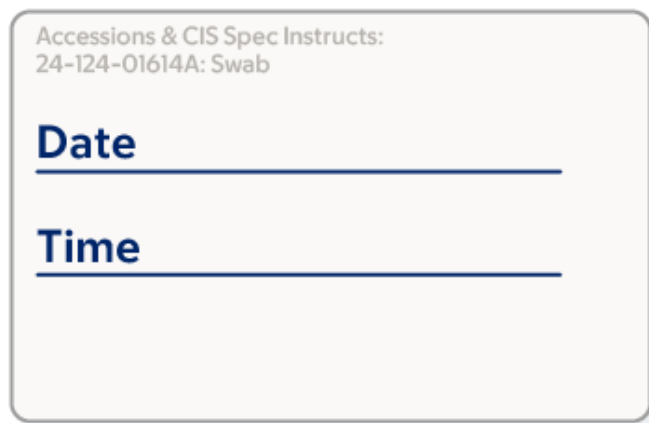 Accessions & CIS Spec Instructs:
24-124-01614A: Swab
Date
Time